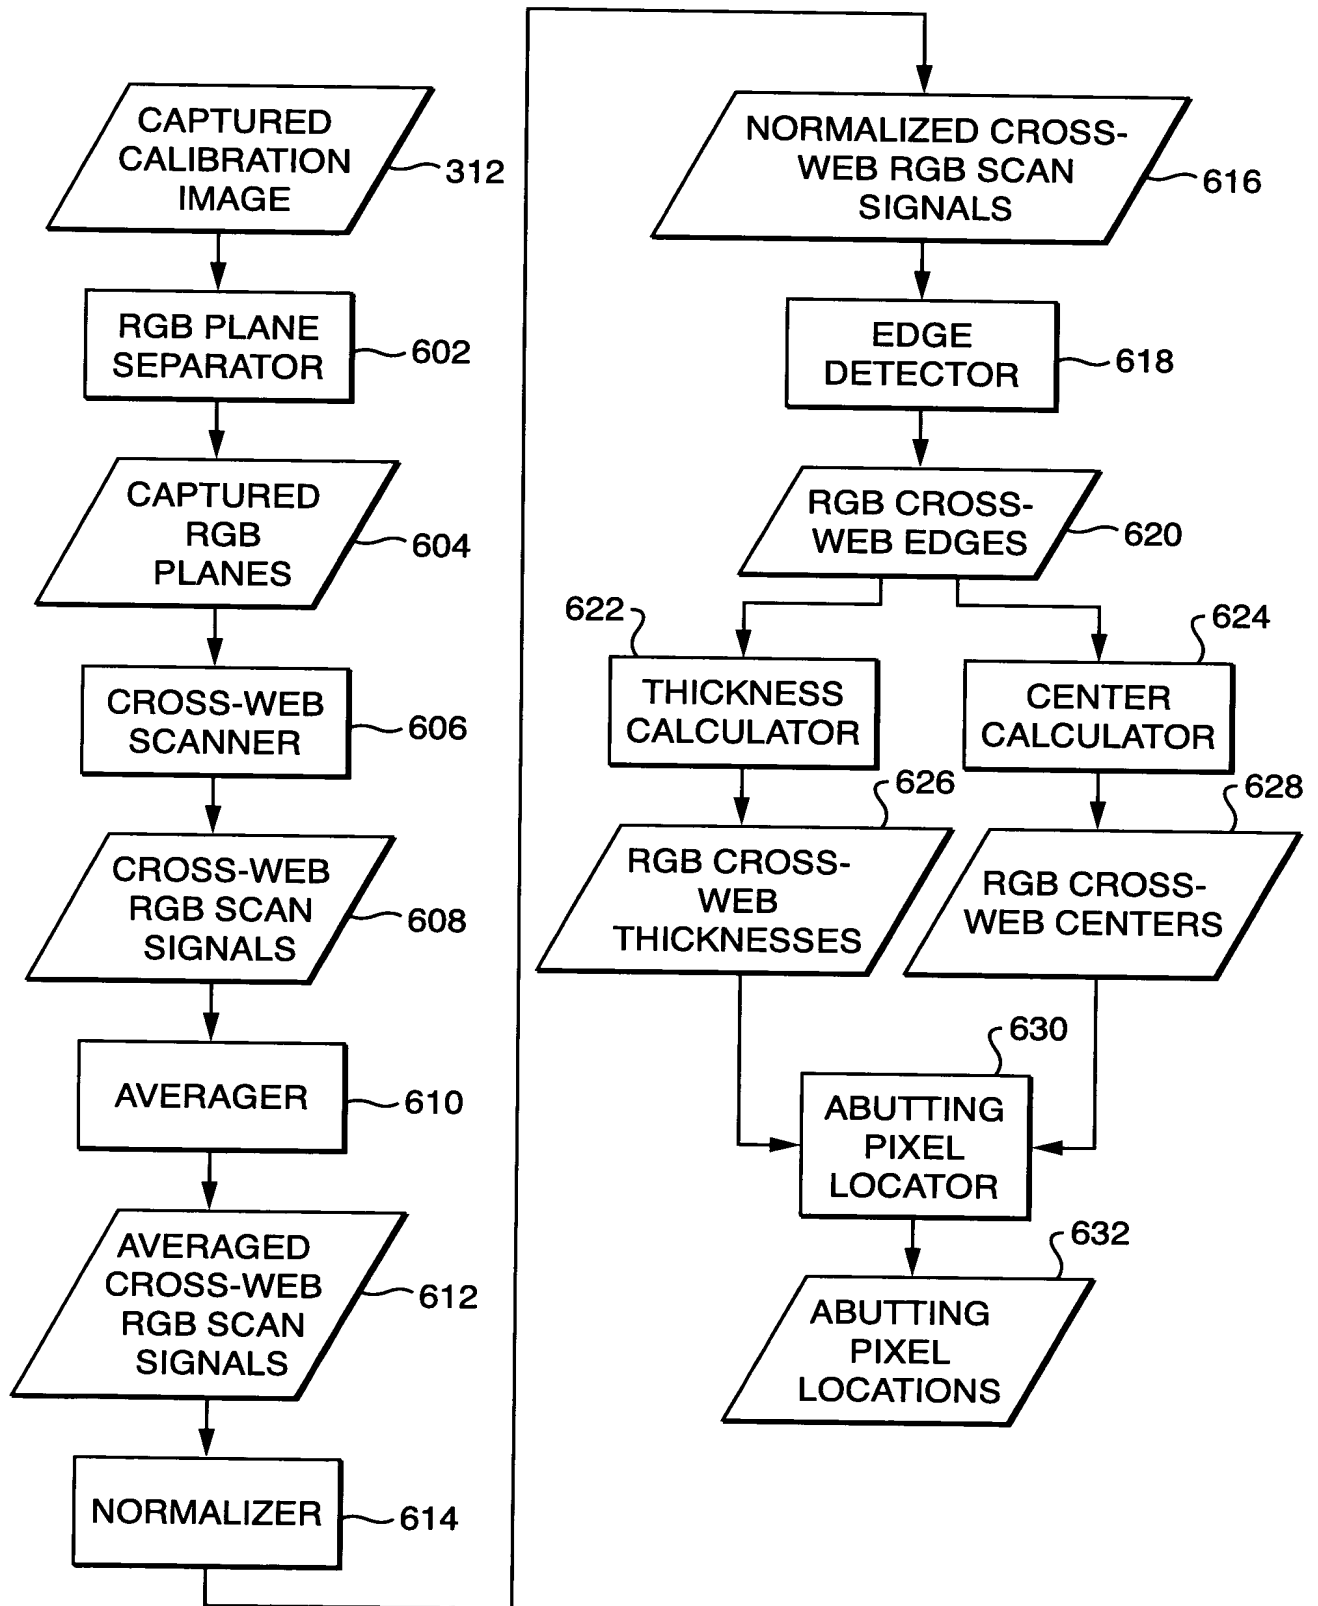 CAPTURED
CALIBRATION
IMAGE
312
RGB PLANE
SEPARATOR
602
CAPTURED
RGB
PLANES
604
CROSS-WEB
SCANNER
606
CROSS-WEB
RGB SCAN
SIGNALS
608
AVERAGER
610
AVERAGED
CROSS-WEB
RGB SCAN
SIGNALS
612
NORMALIZER
614
NORMALIZED CROSS-
WEB RGB SCAN
SIGNALS
616
EDGE
DETECTOR
618
RGB CROSS-
WEB EDGES
620
622
THICKNESS
CALCULATOR
624
CENTER
CALCULATOR
626
RGB CROSS-
WEB
THICKNESSES
628
RGB CROSS-
WEB CENTERS
630
ABUTTING
PIXEL
LOCATOR
632
ABUTTING
PIXEL
LOCATIONS